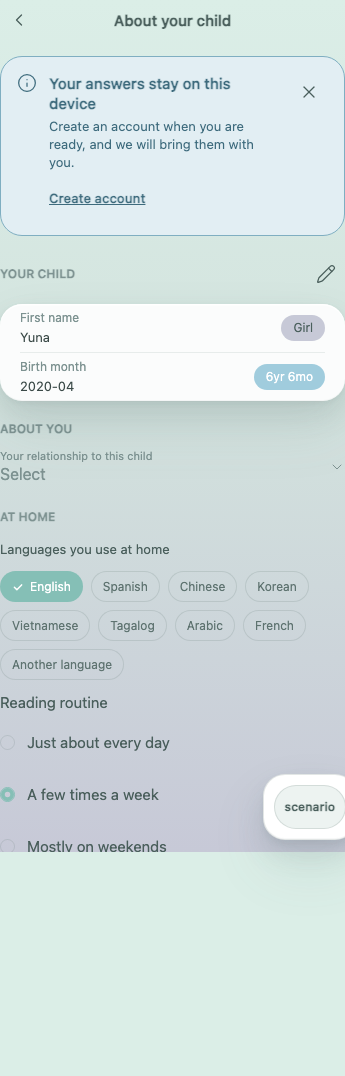 About your child
Your answers stay on this
device
Create an account when you are
ready, and we will bring them with
you.
Create account
YOUR CHILD
First name
Yuna
Girl
Birth month
2020-04
6yr 6mo
ABOUT YOU
Your relationship to this child
Select
AT HOME
Languages you use at home
English
Spanish
Chinese
Korean
Vietnamese
Tagalog
Arabic
French
Another language
Reading routine
Just about every day
A few times a week
scenario
Mostly on weekends